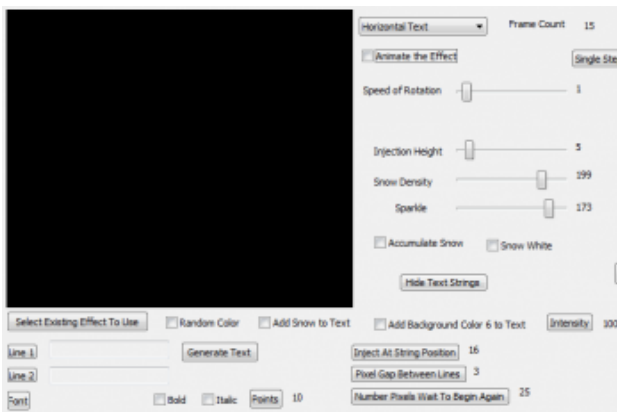 Horizontal Text Frame Count 15
Animate the Effect Single Ste
Speed of Rotation 1
Injection Height 5
Snow Density 199
Sparkle 173
Accumulate Snow Snow White
Hide Text Strings
Select Existing Effect To Use Random Color Add Snow to Text Add Background Color 6 to Text Intensity 100
Line 1 Generate Text Inject At String Position 16
Line 2 Pixel Gap Between Lines 3
Font Bold Italic Points 10 Number Pixels Wait To Begin Again 25